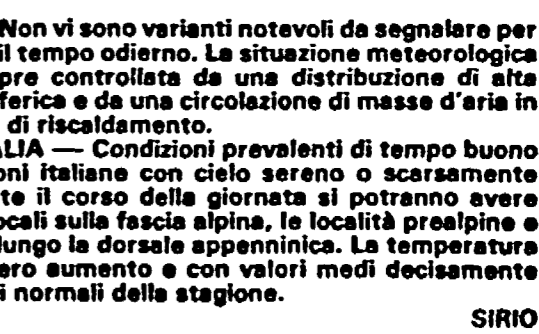 Non vi sono varianti notevoli da segnalare per
il tempo odierno. La situazione meteorologica
pre controllata da una distribuzione di alta
ferica e da una circolazione di masse d'aria in
di riscaldamento.
ALIA — Condizioni prevalenti di tempo buono
oni italiane con cielo sereno o scarsamente
te il corso della giornata si potranno avere
ocali sulla fascia alpina, le località prealpine e
lungo la dorsale appenninica. La temperatura
ero aumento e con valori medi decisamente
i normali della stagione.
SIRIO